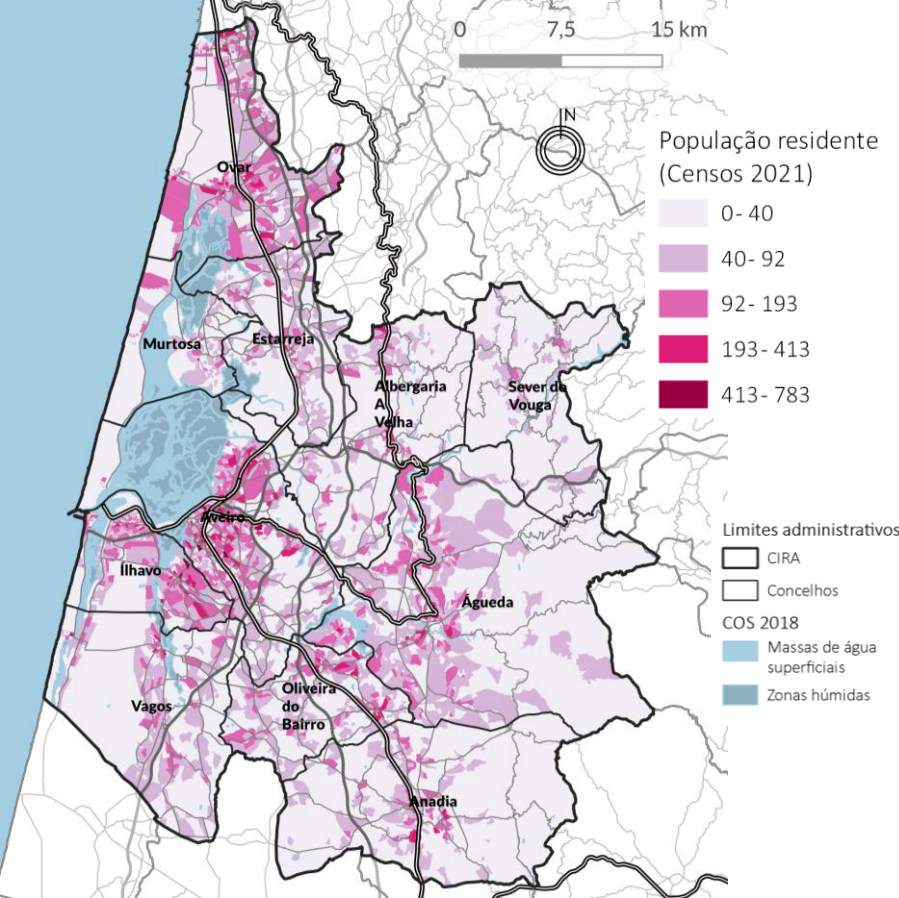 0 7,5 15 km
N
População residente
(Censos 2021)
0- 40
40- 92
92- 193
193- 413
413- 783
Ovar
Murtosa
Estarreja
Albergaria
A
Velha
Sever do
Vouga
Aveiro
Ílhavo
Águeda
Vagos
Oliveira
do
Bairro
Anadia
Limites administrativos
CIRA
Concelhos
COS 2018
Massas de água
superficiais
Zonas húmidas